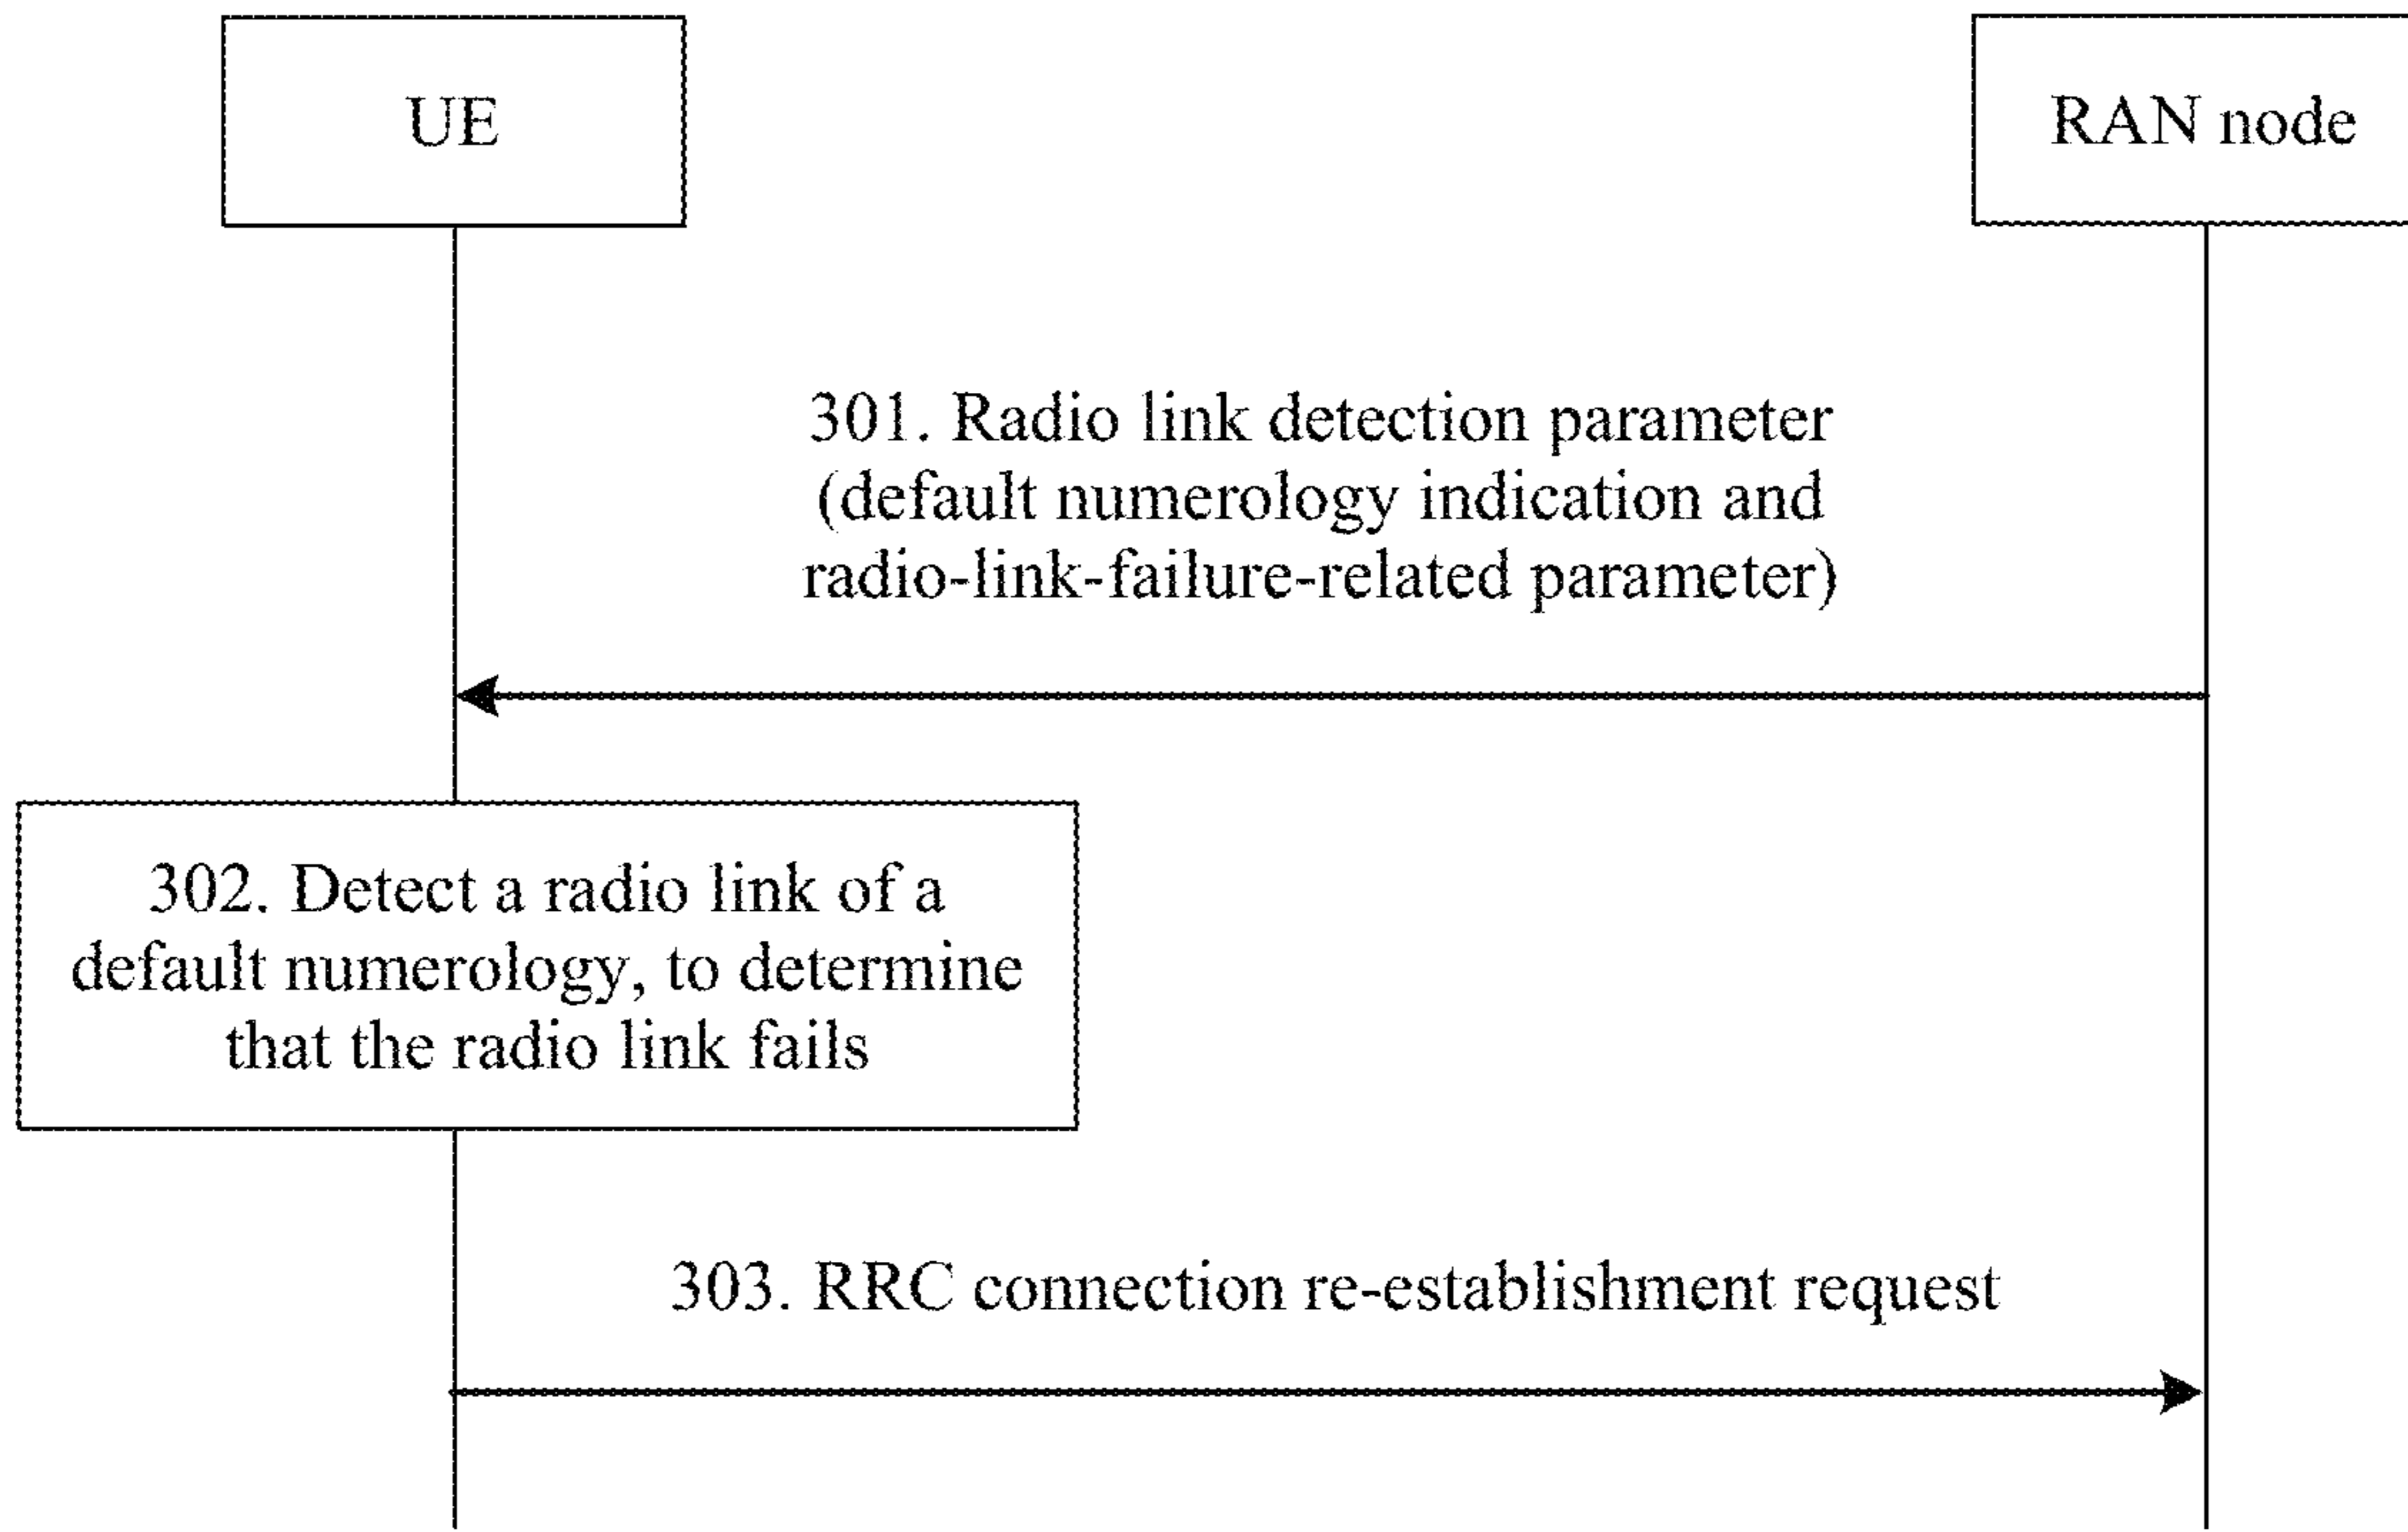 UE
RAN node
301. Radio link detection parameter
(default numerology indication and
radio-link-failure-related parameter)
302. Detect a radio link of a
default numerology, to determine
that the radio link fails
303. RRC connection re-establishment request